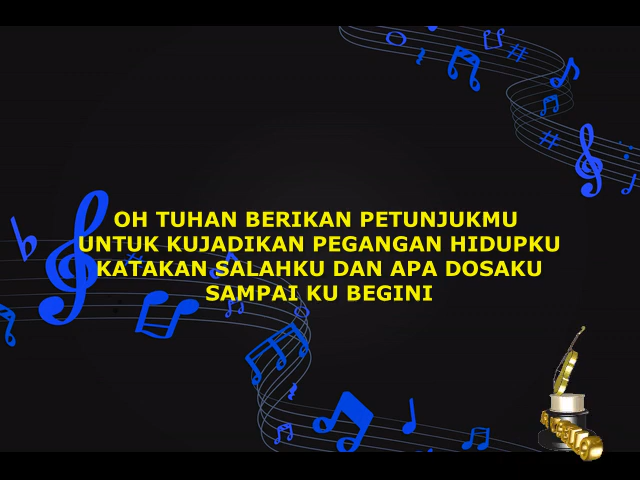 OH TUHAN BERIKAN PETUNJUKMU
UNTUK KUJADIKAN PEGANGAN HIDUPKU
KATAKAN SALAHKU DAN APA DOSAKU
SAMPAI KU BEGINI